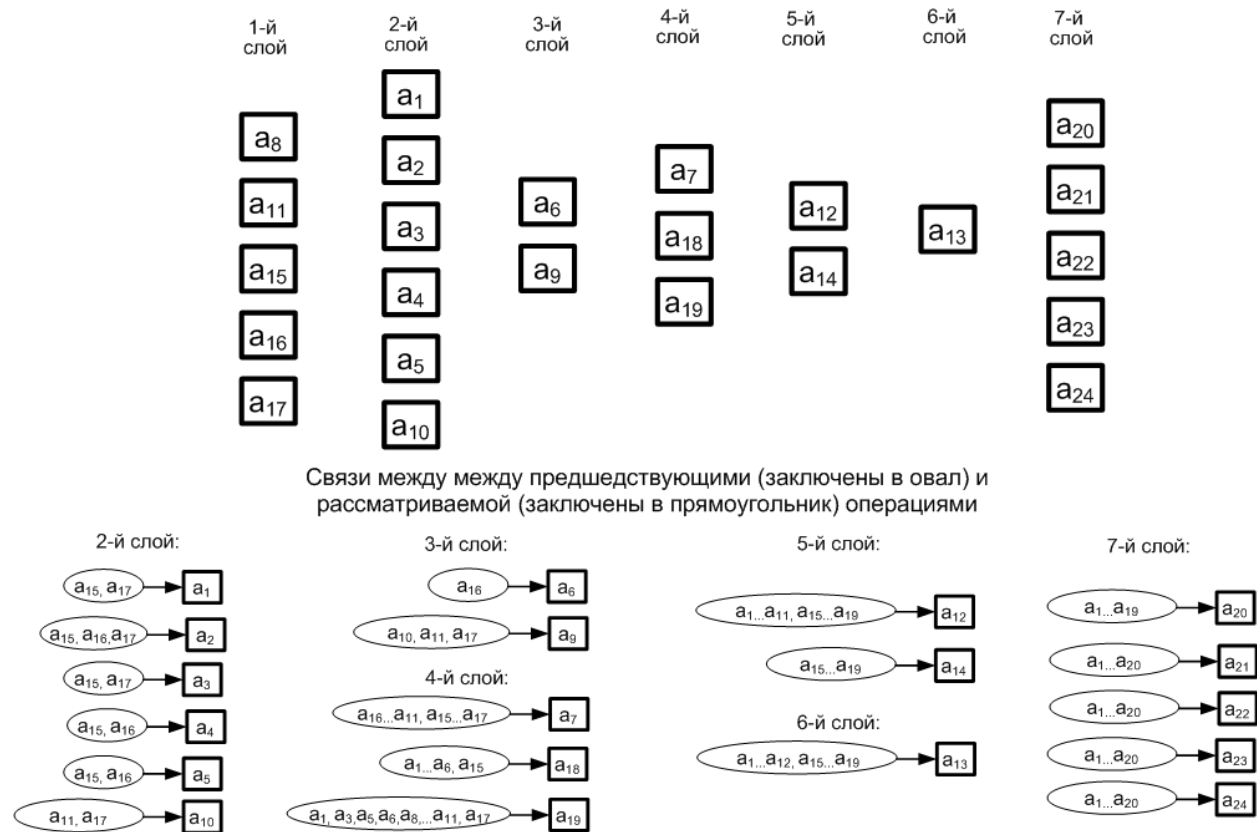 1-й слой
2-й слой
3-й слой
4-й слой
5-й слой
6-й слой
7-й слой
a8
a11
a15
a16
a17
a1
a2
a3
a4
a5
a10
a6
a9
a7
a18
a19
a12
a14
a13
a20
a21
a22
a23
a24
Связи между между предшедствующими (заключены в овал) и
рассматриваемой (заключены в прямоугольник) операциями
2-й слой:
a15, a17 a1
a15, a16,a17 a2
a15, a17 a3
a15, a16 a4
a15, a16 a5
a11, a17 a10
3-й слой:
a16 a6
a10, a11, a17 a9
4-й слой:
a16...a11, a15...a17 a7
a1...a6, a15 a18
a1, a3,a5,a6,a8,...a11, a17 a19
5-й слой:
a1...a11, a15...a19 a12
a15...a19 a14
6-й слой:
a1...a12, a15...a19 a13
7-й слой:
a1...a19 a20
a1...a20 a21
a1...a20 a22
a1...a20 a23
a1...a20 a24